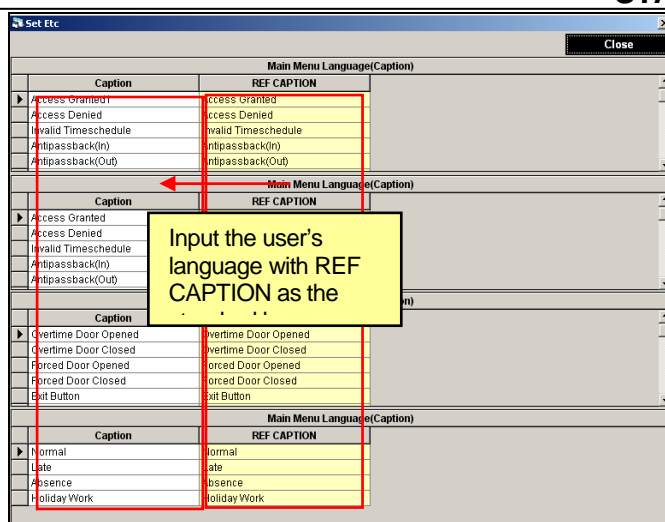 Set Etc
Close
Main Menu Language(Caption)
Caption REF CAPTION
Access Granted1 Access Granted
Access Denied Access Denied
Invalid Timeschedule Invalid Timeschedule
Antipassback(In) Antipassback(In)
Antipassback(Out) Antipassback(Out)
Main Menu Language(Caption)
Caption REF CAPTION
Access Granted
Access Denied
Invalid Timeschedule
Antipassback(In)
Antipassback(Out)
Input the user's
language with REF
CAPTION as the
on)
Caption REF CAPTION
Overtime Door Opened Overtime Door Opened
Overtime Door Closed Overtime Door Closed
Forced Door Opened Forced Door Opened
Forced Door Closed Forced Door Closed
Exit Button Exit Button
Main Menu Language(Caption)
Caption REF CAPTION
Normal Normal
Late Late
Absence Absence
Holiday Work Holiday Work